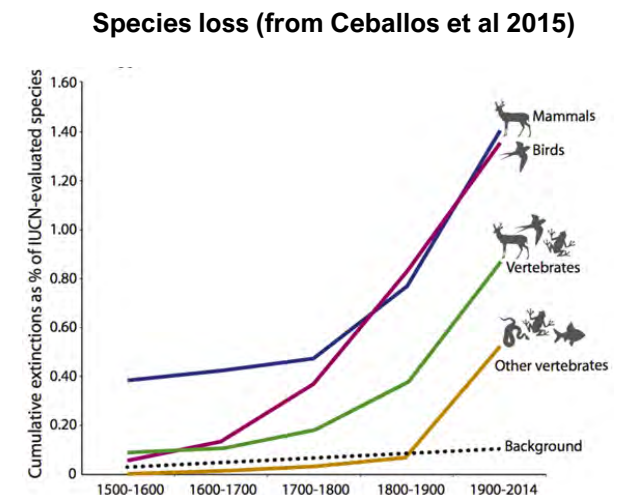 Species loss (from Ceballos et al 2015)
Cumulative extinctions as % of IUCN-evaluated species
1.60
1.40
1.20
1.00
0.80
0.60
0.40
0.20
0
Mammals
Birds
Vertebrates
Other vertebrates
Background
1500-1600 1600-1700 1700-1800 1800-1900 1900-2014